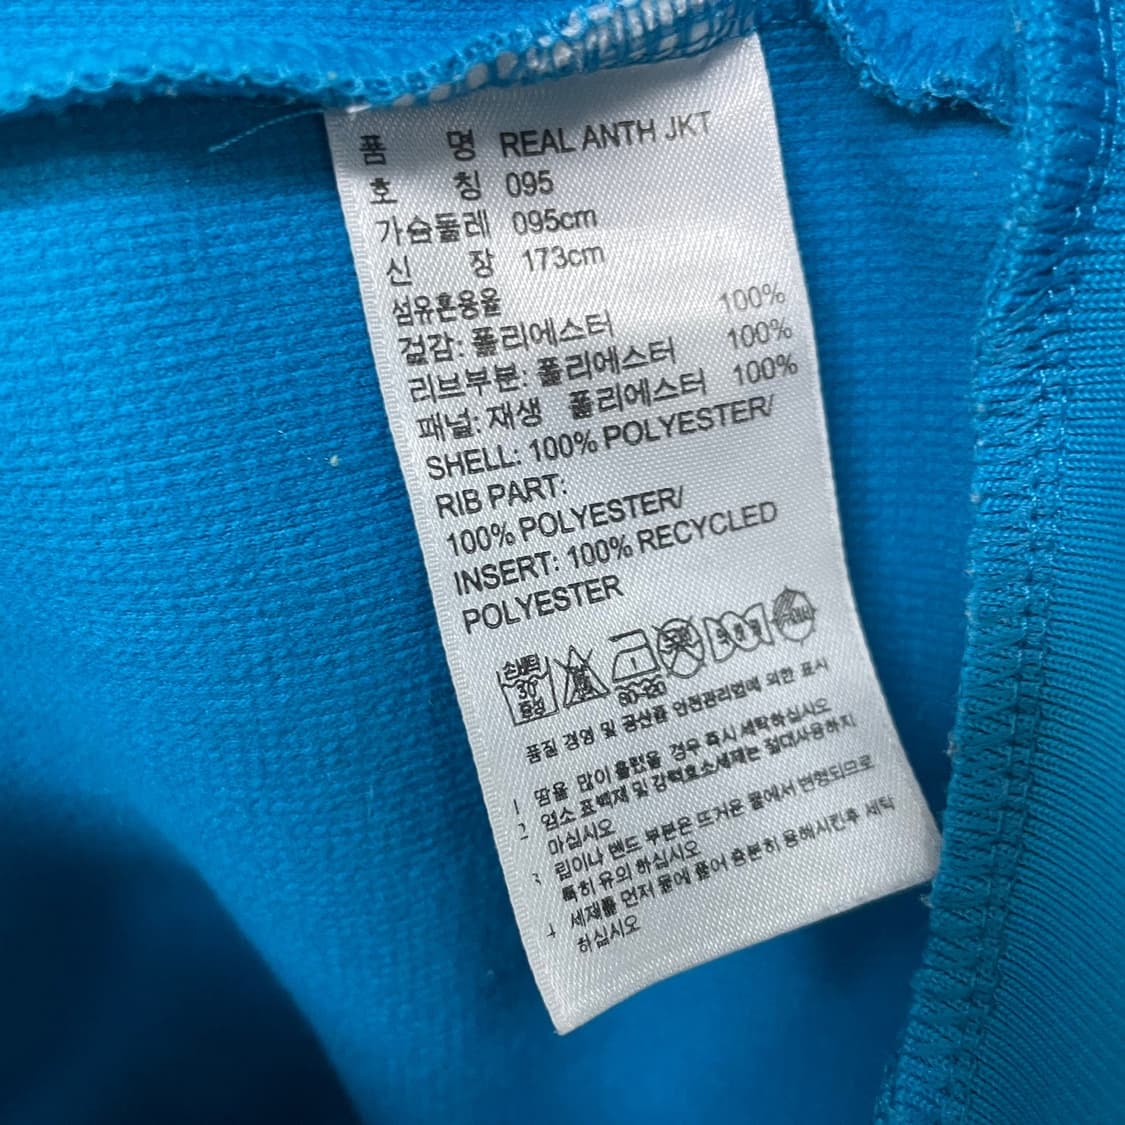 품 명 REAL ANTH JKT
호 칭 095
가슴둘레 095cm
신 장 173cm
섬유혼용율
겉감: 폴리에스터 100%
리브부분: 폴리에스터 100%
패널: 재생 폴리에스터 100%
SHELL: 100% POLYESTER/
RIB PART:
100% POLYESTER/
INSERT: 100% RECYCLED
POLYESTER
손세탁
30°
중성
80-120
품질 경영 및 공산품 안전관리법에 의한 표시
1 땀을 많이 흘렸을 경우 즉시 세탁하십시오
2 염소 표백제 및 강력효소세제는 절대사용하지
마십시오
3 립이나 밴드 부분은 뜨거운 물에서 변형되므로
특히 유의 하십시오
4 세제를 먼저 물에 풀어 충분히 용해시킨후 세탁
하십시오